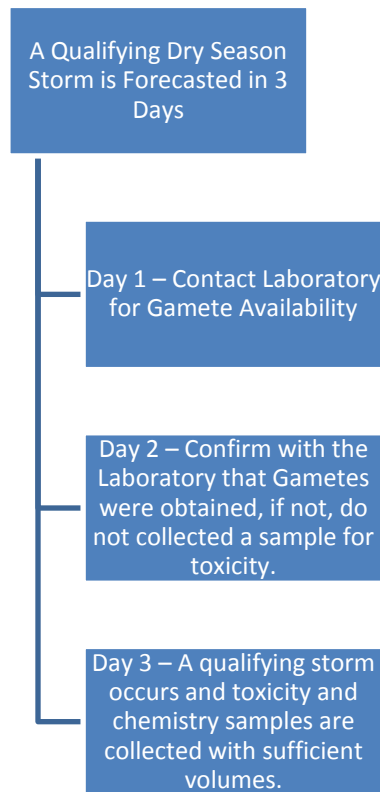 A Qualifying Dry Season
Storm is Forecasted in 3
Days
Day 1 – Contact Laboratory
for Gamete Availability
Day 2 – Confirm with the
Laboratory that Gametes
were obtained, if not, do
not collected a sample for
toxicity.
Day 3 – A qualifying storm
occurs and toxicity and
chemistry samples are
collected with sufficient
volumes.